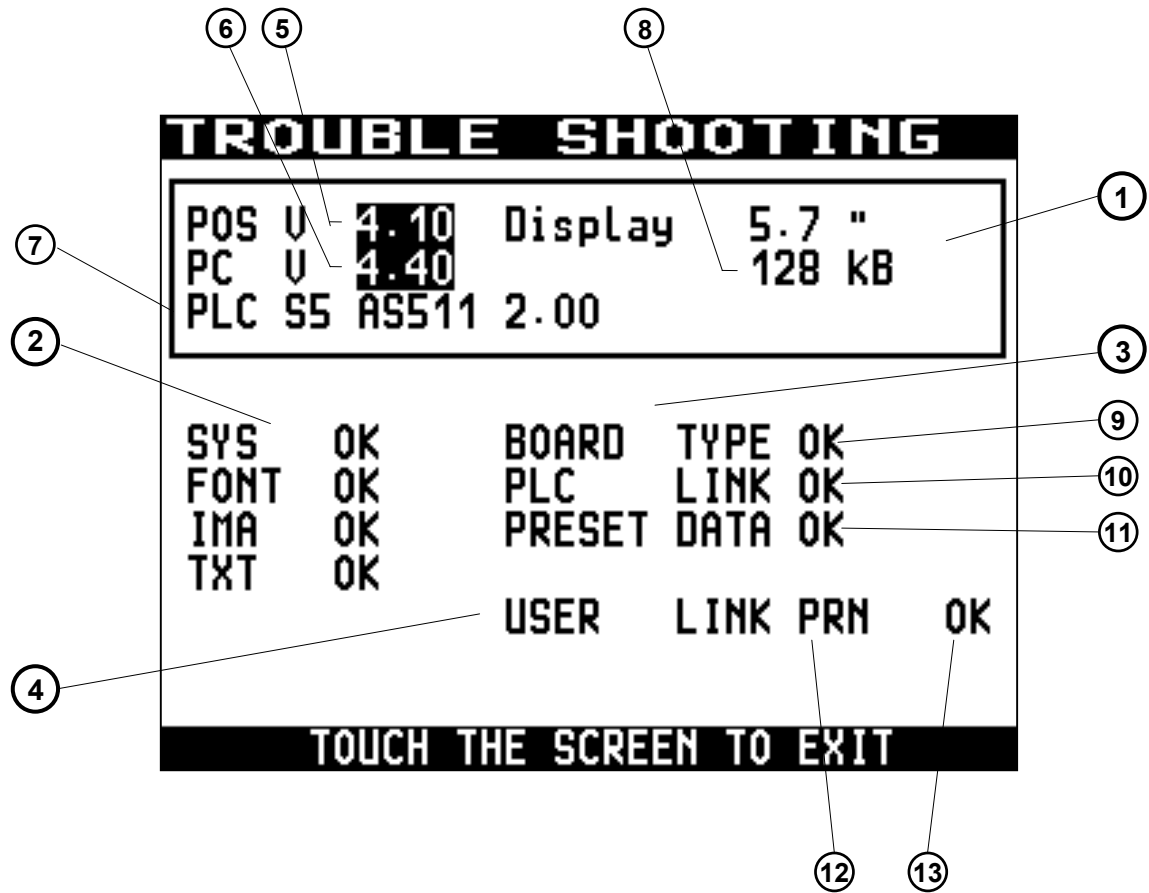 6 5 8
TROUBLE SHOOTING
1
POS V 4.10 Display 5.7 "
7
PC V 4.40 128 kB
PLC S5 AS511 2.00
2
3
SYS OK BOARD TYPE OK 9
FONT OK PLC LINK OK 10
IMA OK PRESET DATA OK 11
TXT OK
USER LINK PRN OK
4
TOUCH THE SCREEN TO EXIT
12 13